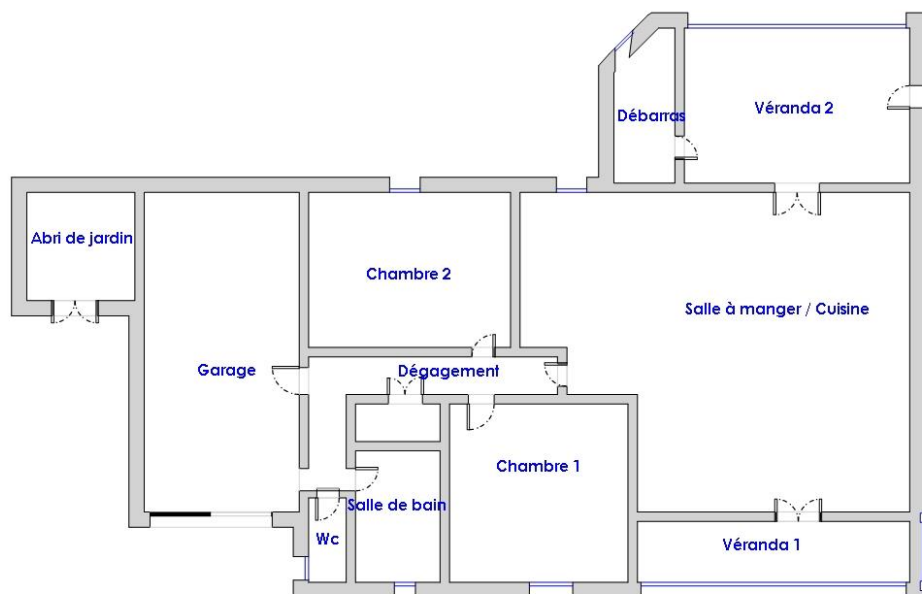 Débarras
Véranda 2
Abri de jardin
Chambre 2
Salle à manger / Cuisine
Garage
Dégagement
Chambre 1
Salle de bain
Wc
Véranda 1